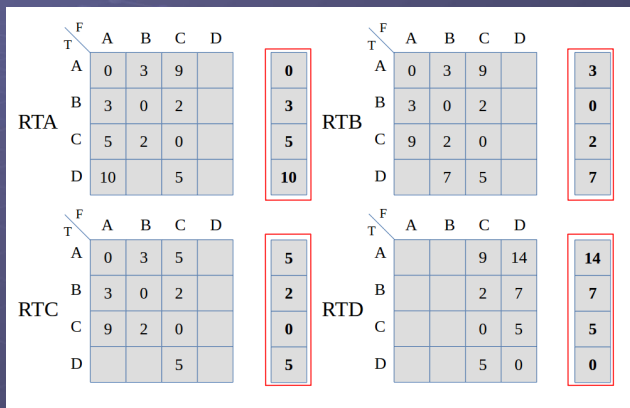 F
T A B C D
A 0 3 9 0
B 3 0 2 3
RTA
C 5 2 0 5
D 10 5 10
F
T A B C D
A 0 3 9 3
B 3 0 2 0
RTB
C 9 2 0 2
D 7 5 7
F
T A B C D
A 0 3 5 5
B 3 0 2 2
RTC
C 9 2 0 0
D 5 5
F
T A B C D
A 9 14 14
B 2 7 7
RTD
C 0 5 5
D 5 0 0